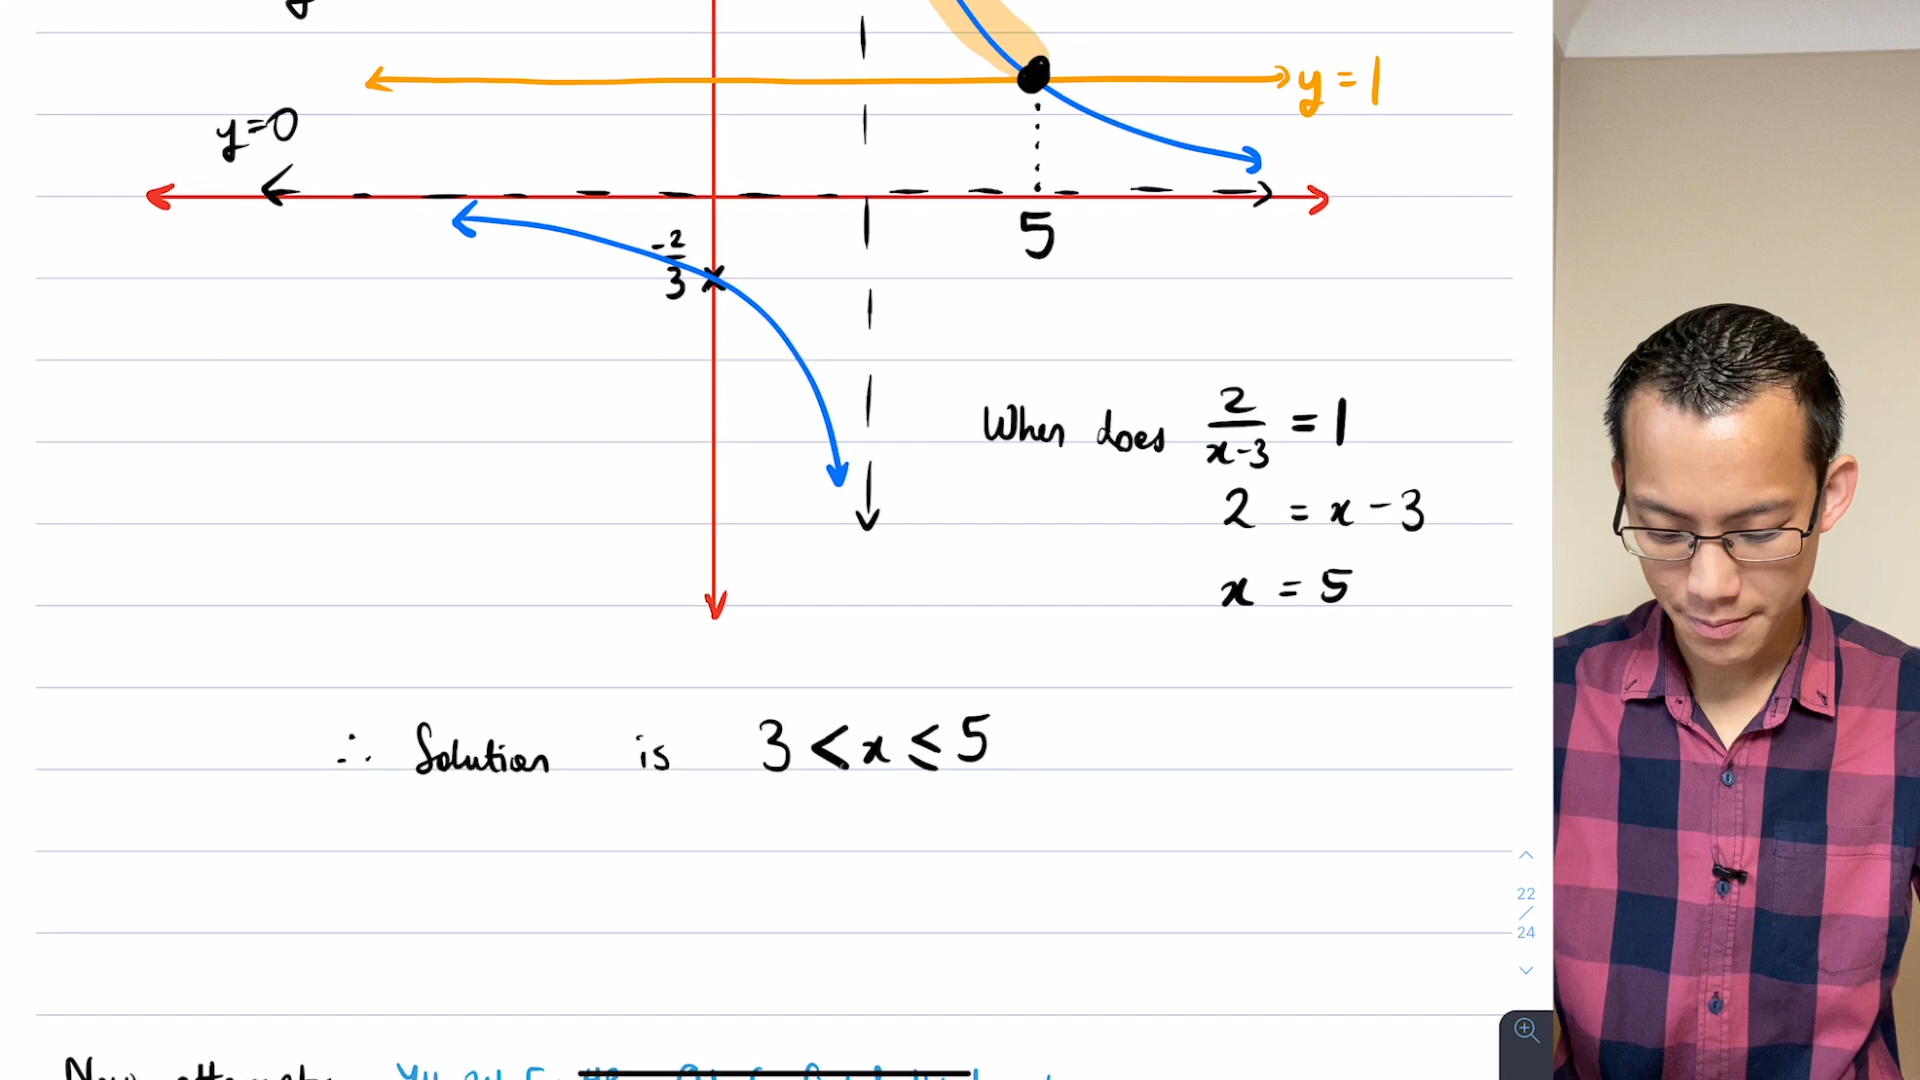 y = 1
y=0
5
-2/3
When does 2/(x-3) = 1
2 = x - 3
x = 5
∴ Solution is 3 < x ≤ 5
22
/
24